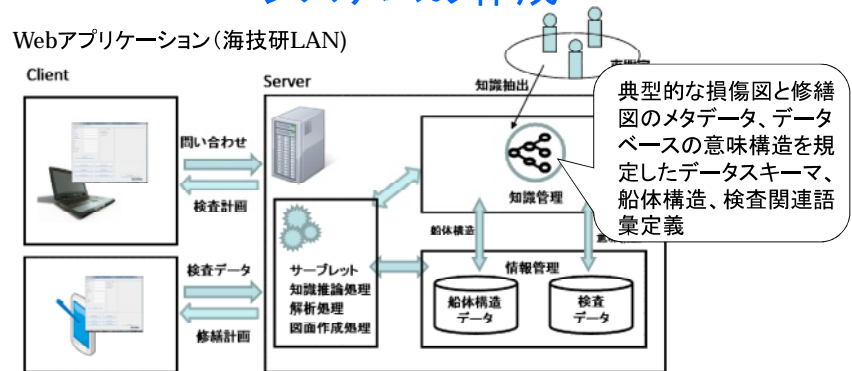 Webアプリケーション（海技研LAN)
Client
Server
知識抽出
問い合わせ
検査計画
検査データ
修繕計画
サーブレット
知識推論処理
解析処理
図面作成処理
知識管理
船体構造
情報管理
船体構造
データ
検査
データ
典型的な損傷図と修繕
図のメタデータ、データ
ベースの意味構造を規
定したデータスキーマ、
船体構造、検査関連語
彙定義